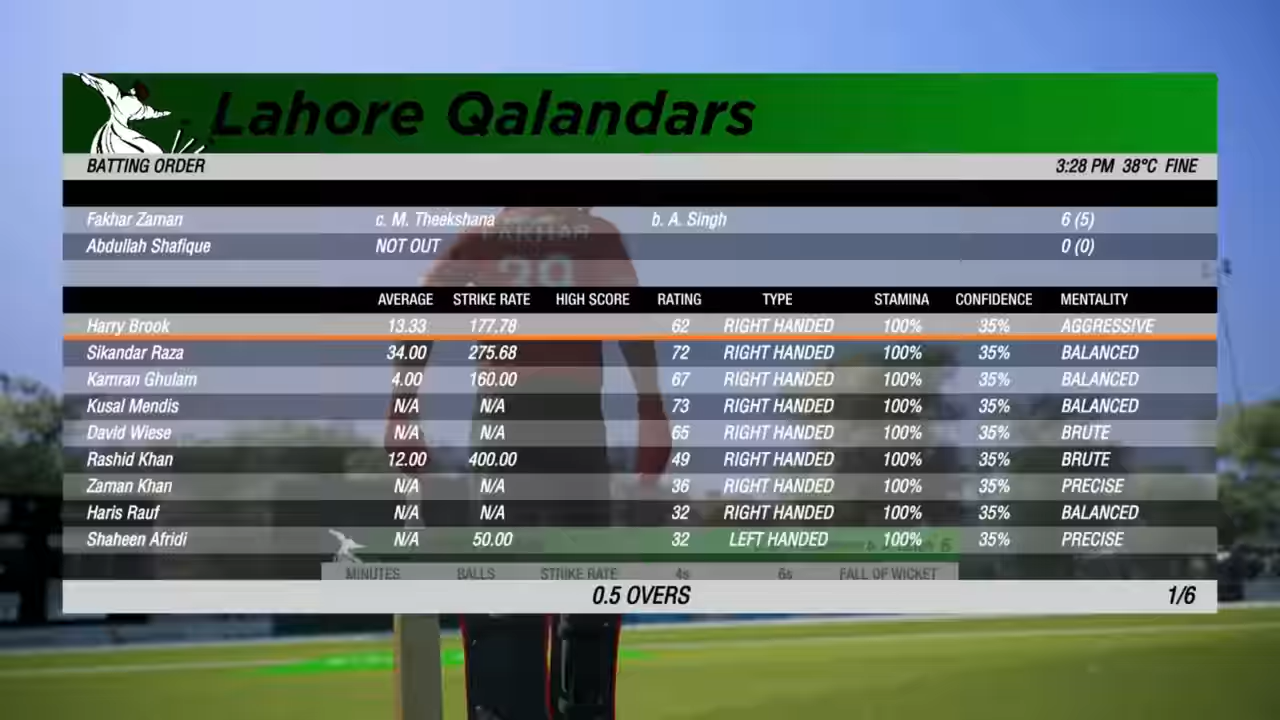 Lahore Qalandars
BATTING ORDER 3:28 PM 38°C FINE
Fakhar Zaman c. M. Theekshana b. A. Singh 6 (5)
Abdullah Shafique NOT OUT 0 (0)
FAKHAR
39
AVERAGE STRIKE RATE HIGH SCORE RATING TYPE STAMINA CONFIDENCE MENTALITY
Harry Brook 13.33 177.78 62 RIGHT HANDED 100% 35% AGGRESSIVE
Sikandar Raza 34.00 275.68 72 RIGHT HANDED 100% 35% BALANCED
Kamran Ghulam 4.00 160.00 67 RIGHT HANDED 100% 35% BALANCED
Kusal Mendis N/A N/A 73 RIGHT HANDED 100% 35% BALANCED
David Wiese N/A N/A 65 RIGHT HANDED 100% 35% BRUTE
Rashid Khan 12.00 400.00 49 RIGHT HANDED 100% 35% BRUTE
Zaman Khan N/A N/A 36 RIGHT HANDED 100% 35% PRECISE
Haris Rauf N/A N/A 32 RIGHT HANDED 100% 35% BALANCED
Shaheen Afridi N/A 50.00 32 LEFT HANDED 100% 35% PRECISE
MINUTES BALLS STRIKE RATE 4s 6s FALL OF WICKET
0.5 OVERS 1/6